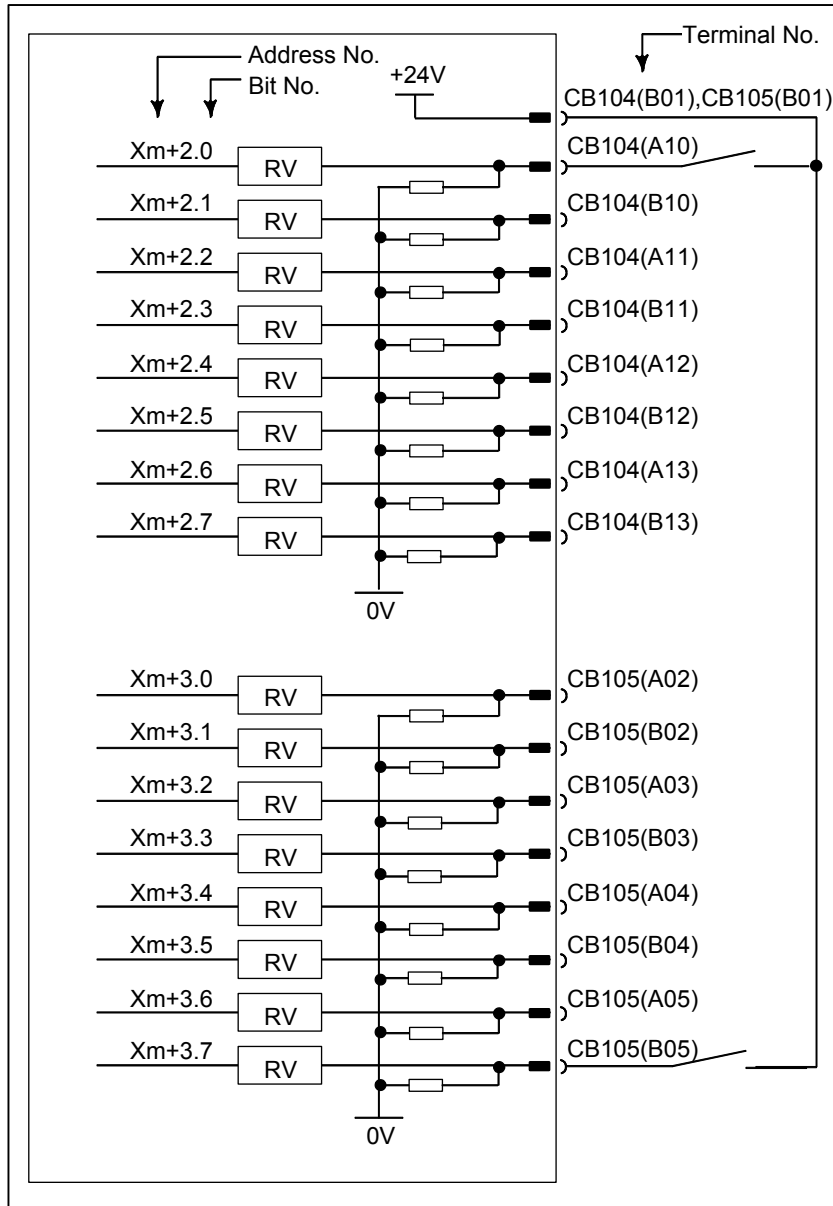 Address No.
Bit No.
Terminal No.
+24V
CB104(B01),CB105(B01)
Xm+2.0 RV CB104(A10)
Xm+2.1 RV CB104(B10)
Xm+2.2 RV CB104(A11)
Xm+2.3 RV CB104(B11)
Xm+2.4 RV CB104(A12)
Xm+2.5 RV CB104(B12)
Xm+2.6 RV CB104(A13)
Xm+2.7 RV CB104(B13)
0V
Xm+3.0 RV CB105(A02)
Xm+3.1 RV CB105(B02)
Xm+3.2 RV CB105(A03)
Xm+3.3 RV CB105(B03)
Xm+3.4 RV CB105(A04)
Xm+3.5 RV CB105(B04)
Xm+3.6 RV CB105(A05)
Xm+3.7 RV CB105(B05)
0V